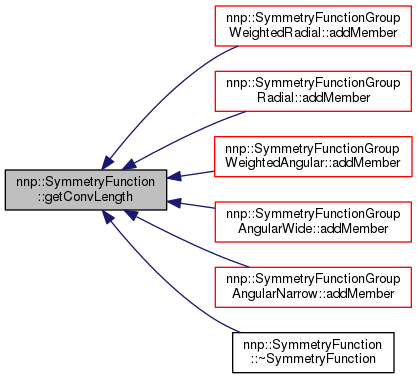 nnp::SymmetryFunctionGroup
WeightedRadial::addMember
nnp::SymmetryFunctionGroup
Radial::addMember
nnp::SymmetryFunctionGroup
WeightedAngular::addMember
nnp::SymmetryFunction
::getConvLength
nnp::SymmetryFunctionGroup
AngularWide::addMember
nnp::SymmetryFunctionGroup
AngularNarrow::addMember
nnp::SymmetryFunction
::~SymmetryFunction